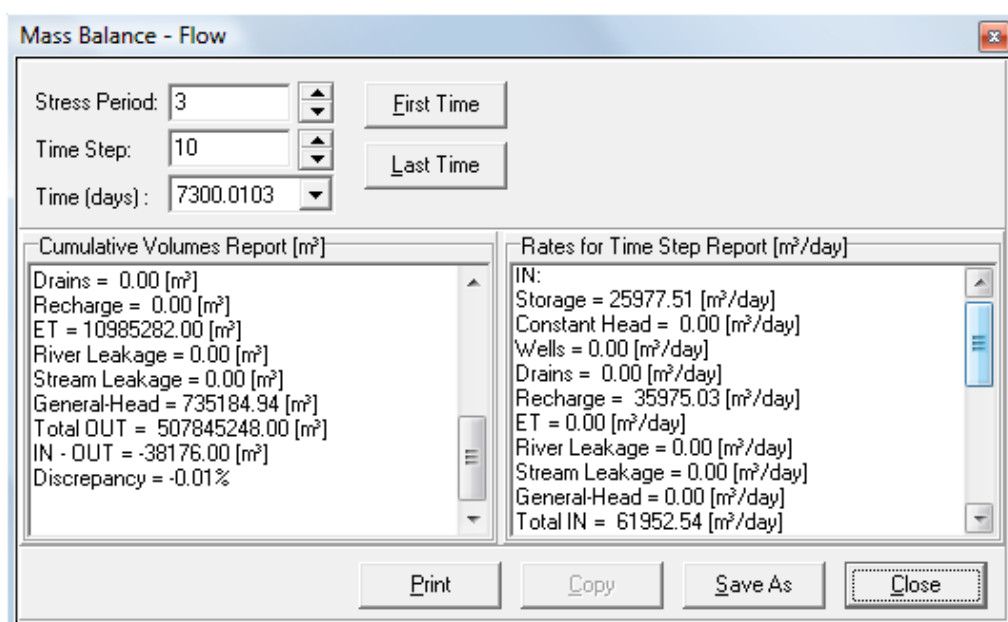 Mass Balance - Flow
Stress Period: 3
First Time
Time Step: 10
Last Time
Time (days) : 7300.0103
Cumulative Volumes Report [m³]
Drains = 0.00 [m³]
Recharge = 0.00 [m³]
ET = 10985282.00 [m³]
River Leakage = 0.00 [m³]
Stream Leakage = 0.00 [m³]
General-Head = 735184.94 [m³]
Total OUT = 507845248.00 [m³]
IN - OUT = -38176.00 [m³]
Discrepancy = -0.01%
Rates for Time Step Report [m³/day]
IN:
Storage = 25977.51 [m³/day]
Constant Head = 0.00 [m³/day]
Wells = 0.00 [m³/day]
Drains = 0.00 [m³/day]
Recharge = 35975.03 [m³/day]
ET = 0.00 [m³/day]
River Leakage = 0.00 [m³/day]
Stream Leakage = 0.00 [m³/day]
General-Head = 0.00 [m³/day]
Total IN = 61952.54 [m³/day]
Print Copy Save As Close